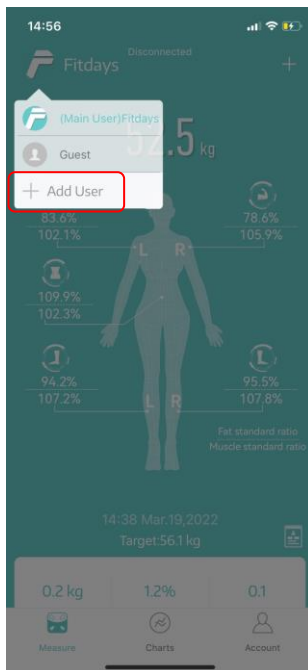 14:56
Disconnected
Fitdays
(Main User)Fitdays
52.5 kg
Guest
Add User
83.6%
102.1%
78.6%
105.9%
L R
109.9%
102.3%
94.2%
107.2%
95.5%
107.8%
L R
Fat standard ratio
Muscle standard ratio
14:38 Mar.19,2022
Target:56.1 kg
0.2 kg 1.2% 0.1
Measure Charts Account